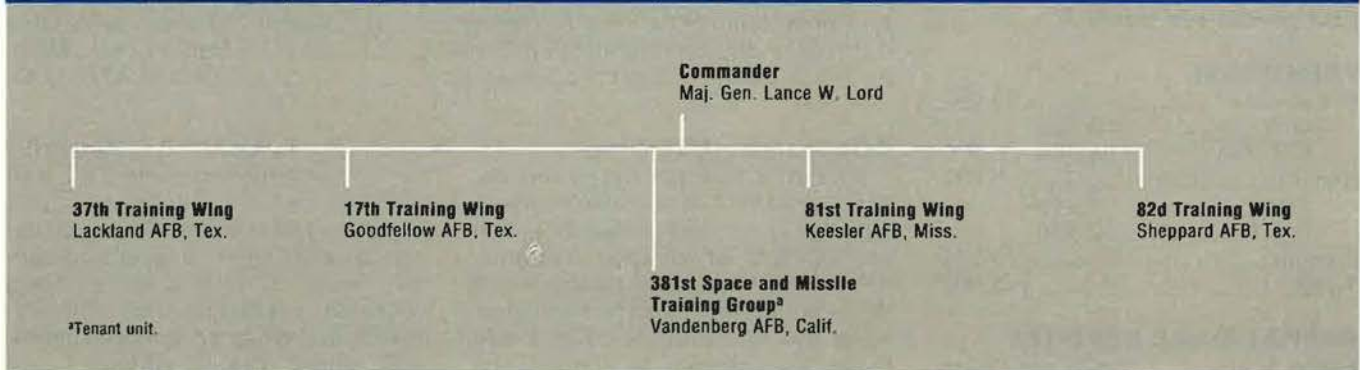 Commander
Maj. Gen. Lance W. Lord
37th Training Wing
Lackland AFB, Tex.
17th Training Wing
Goodfellow AFB, Tex.
81st Training Wing
Keesler AFB, Miss.
82d Training Wing
Sheppard AFB, Tex.
381st Space and Missile
Training Groupᵃ
Vandenberg AFB, Calif.
ᵃTenant unit.